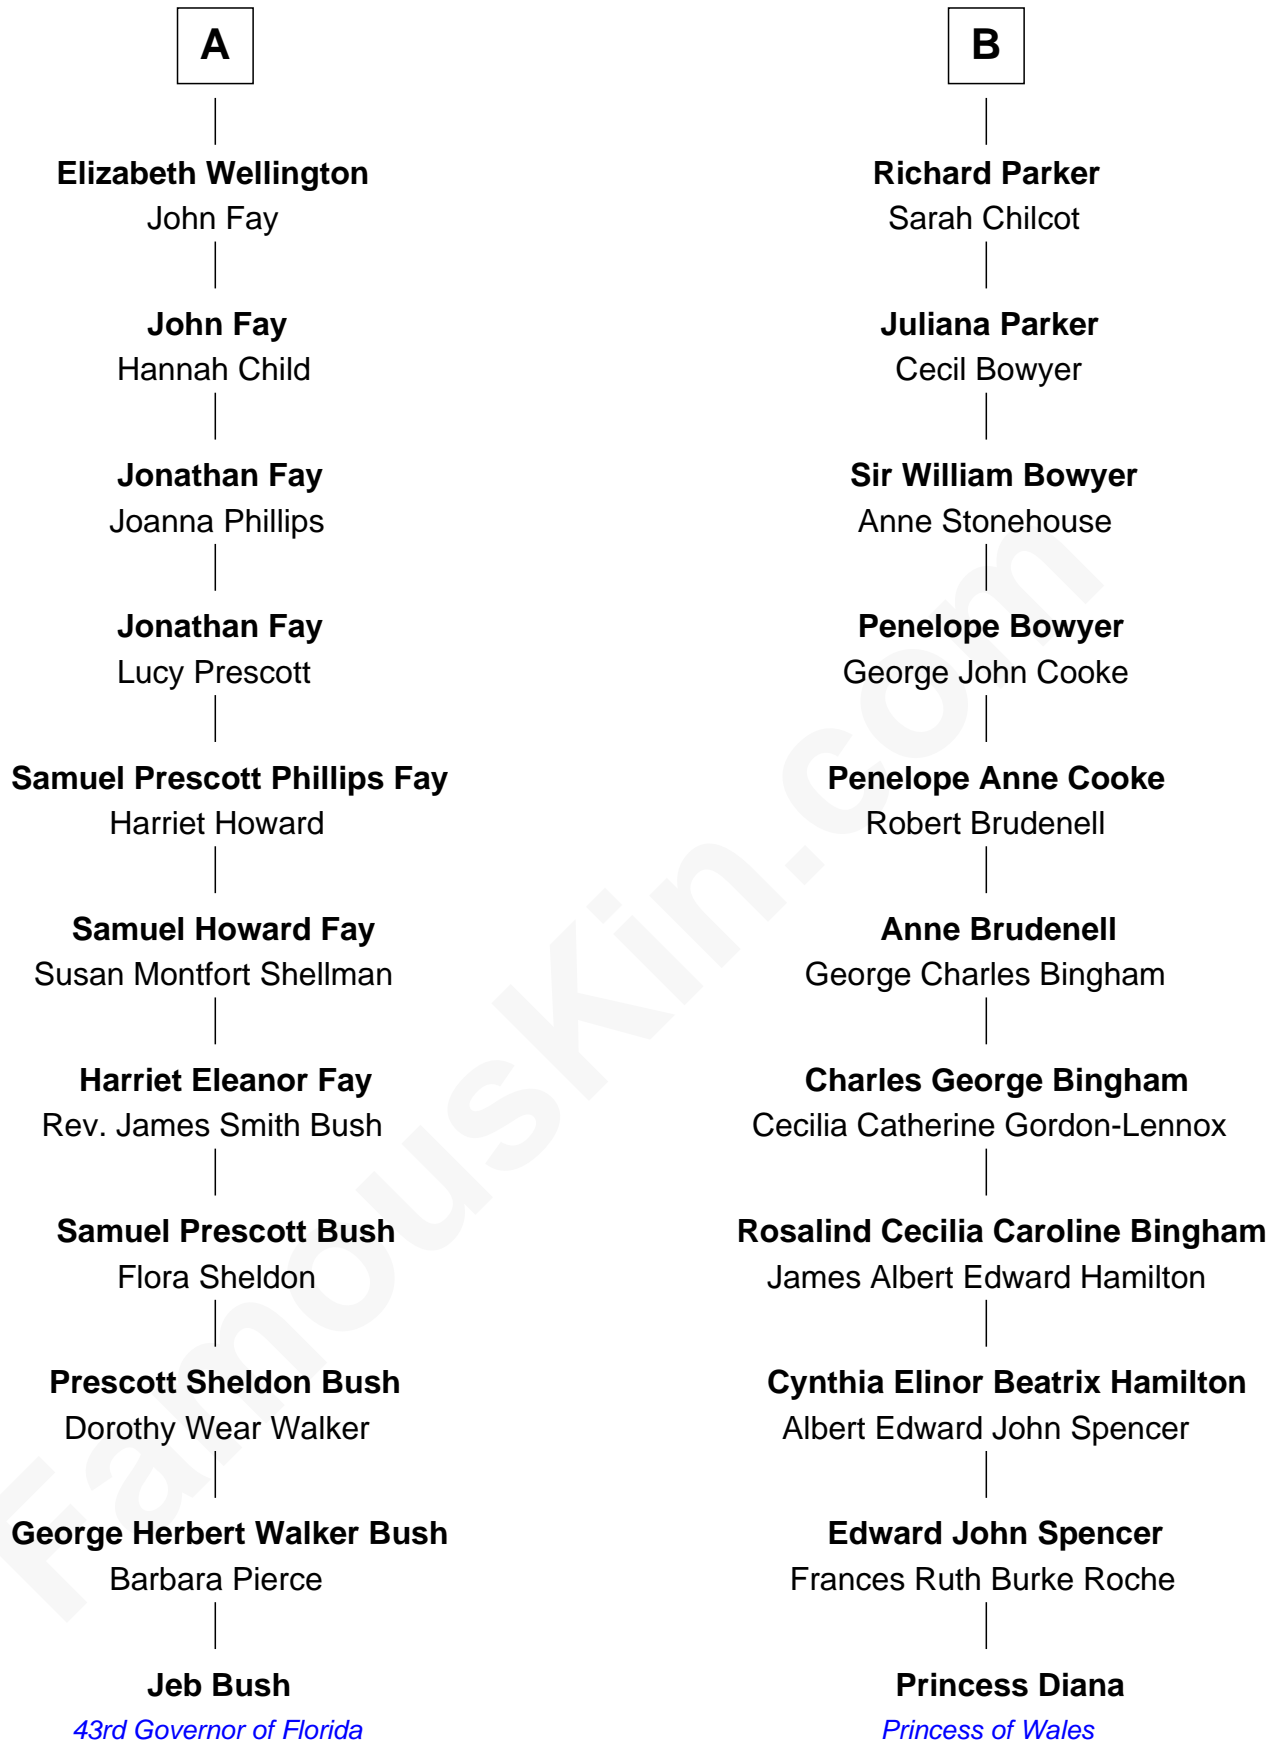 A
Elizabeth Wellington
John Fay
John Fay
Hannah Child
Jonathan Fay
Joanna Phillips
Jonathan Fay
Lucy Prescott
Samuel Prescott Phillips Fay
Harriet Howard
Samuel Howard Fay
Susan Montfort Shellman
Harriet Eleanor Fay
Rev. James Smith Bush
Samuel Prescott Bush
Flora Sheldon
Prescott Sheldon Bush
Dorothy Wear Walker
George Herbert Walker Bush
Barbara Pierce
Jeb Bush
43rd Governor of Florida
B
Richard Parker
Sarah Chilcot
Juliana Parker
Cecil Bowyer
Sir William Bowyer
Anne Stonehouse
Penelope Bowyer
George John Cooke
Penelope Anne Cooke
Robert Brudenell
Anne Brudenell
George Charles Bingham
Charles George Bingham
Cecilia Catherine Gordon-Lennox
Rosalind Cecilia Caroline Bingham
James Albert Edward Hamilton
Cynthia Elinor Beatrix Hamilton
Albert Edward John Spencer
Edward John Spencer
Frances Ruth Burke Roche
Princess Diana
Princess of Wales
FamousKin.com